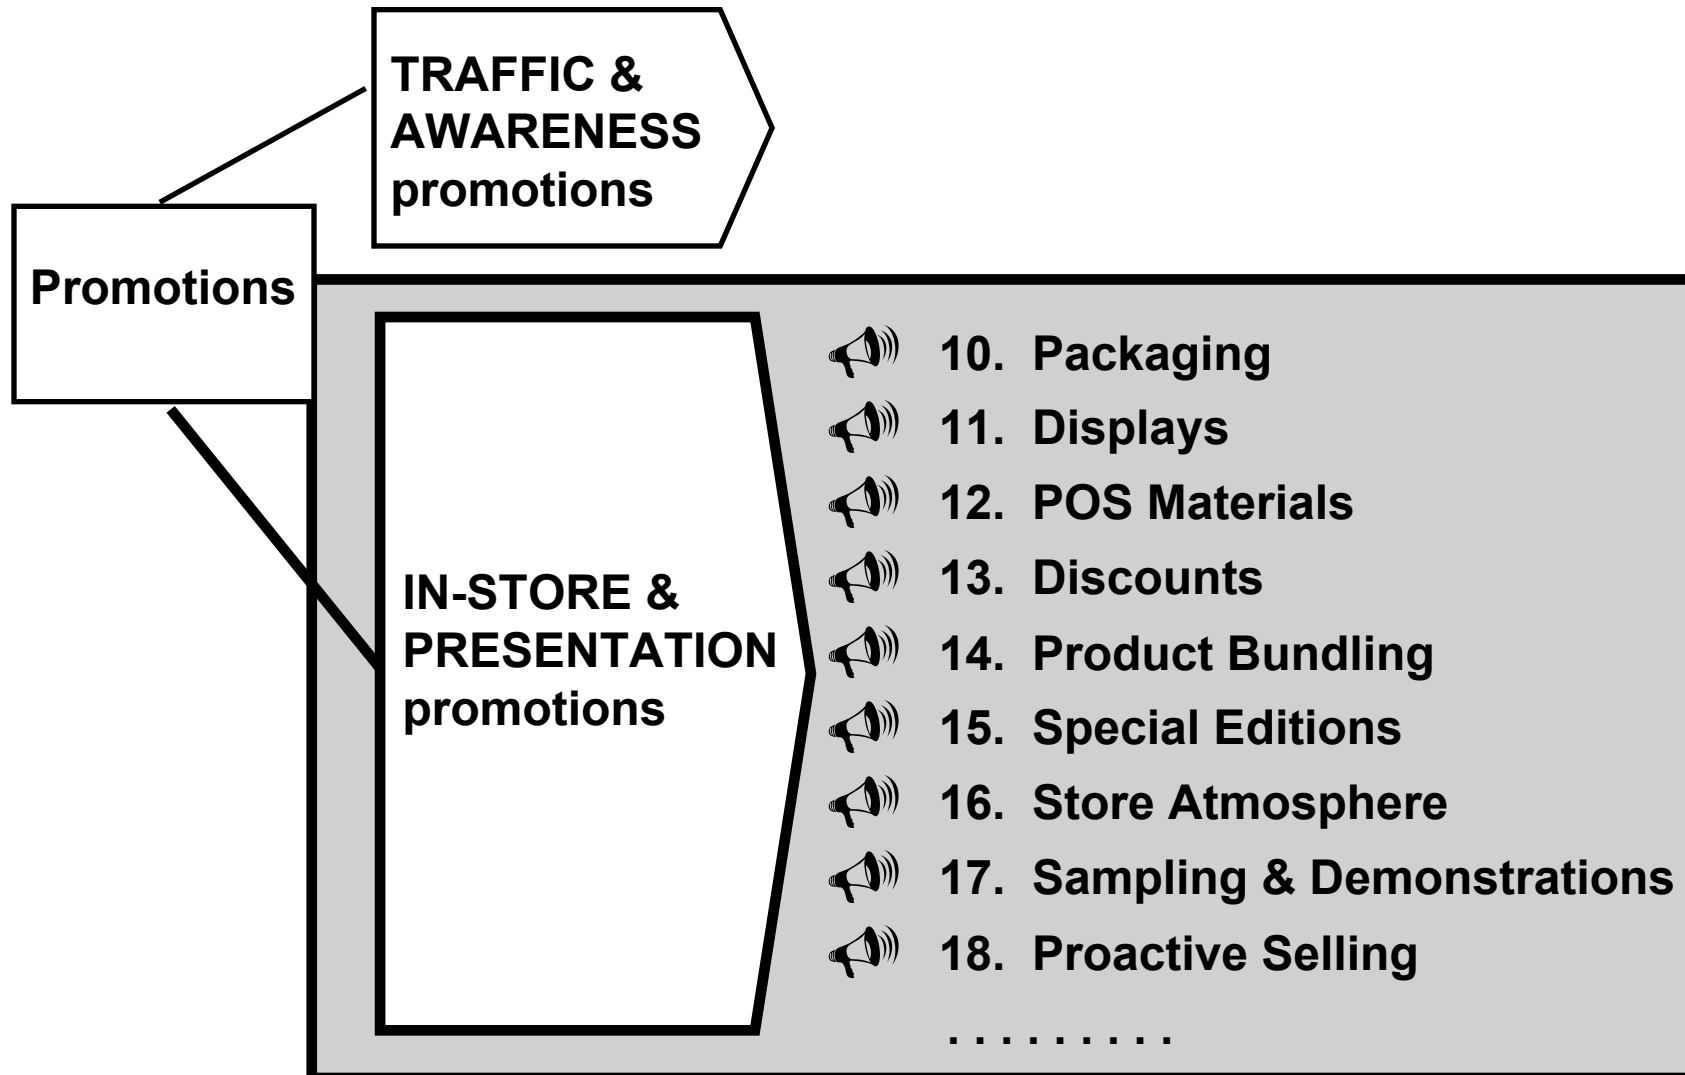 TRAFFIC &
AWARENESS
promotions
Promotions
IN-STORE &
PRESENTATION
promotions
10. Packaging
11. Displays
12. POS Materials
13. Discounts
14. Product Bundling
15. Special Editions
16. Store Atmosphere
17. Sampling & Demonstrations
18. Proactive Selling
. . . . . . . . .